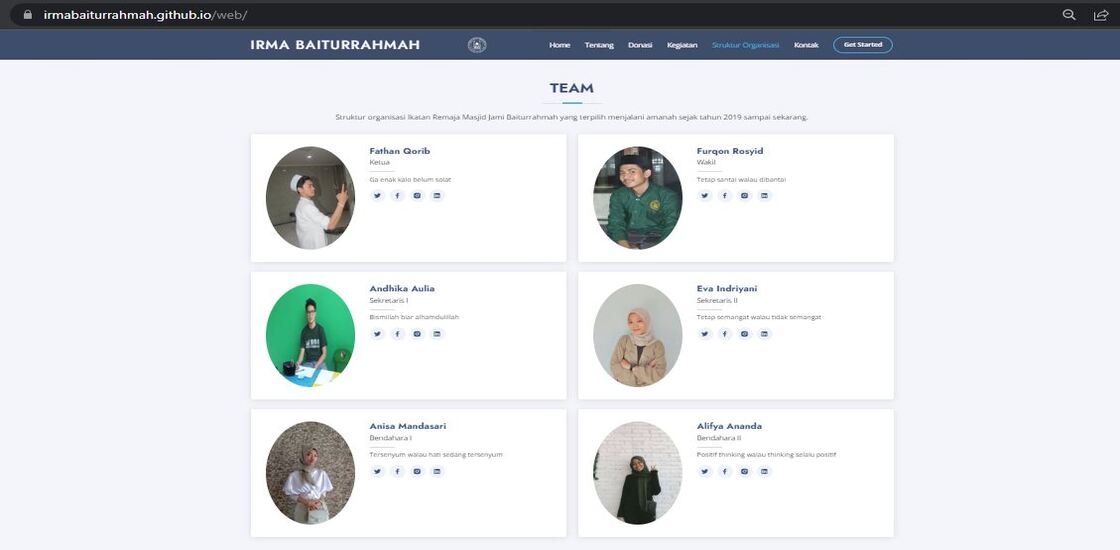 irmabaiturrahmah.github.io/web/
IRMA BAITURRAHMAH
Home Tentang Donasi Kegiatan Struktur Organisasi Kontak Get Started
TEAM
Struktur organisasi Ikatan Remaja Masjid Jami Baiturrahmah yang terpilih menjalani amanah sejak tahun 2019 sampai sekarang.
Fathan Qorib
Ketua
Ga enak kalo belum solat
Furqon Rosyid
Wakil
Tetap santai walau dibantai
Andhika Aulia
Sekretaris I
Bismillah biar alhamdulillah
Eva Indriyani
Sekretaris II
Tetap semangat walau tidak semangat
Anisa Mandasari
Bendahara I
Tersenyum walau hati sedang tersenyum
Alifya Ananda
Bendahara II
Positif thinking walau thinking selalu positif